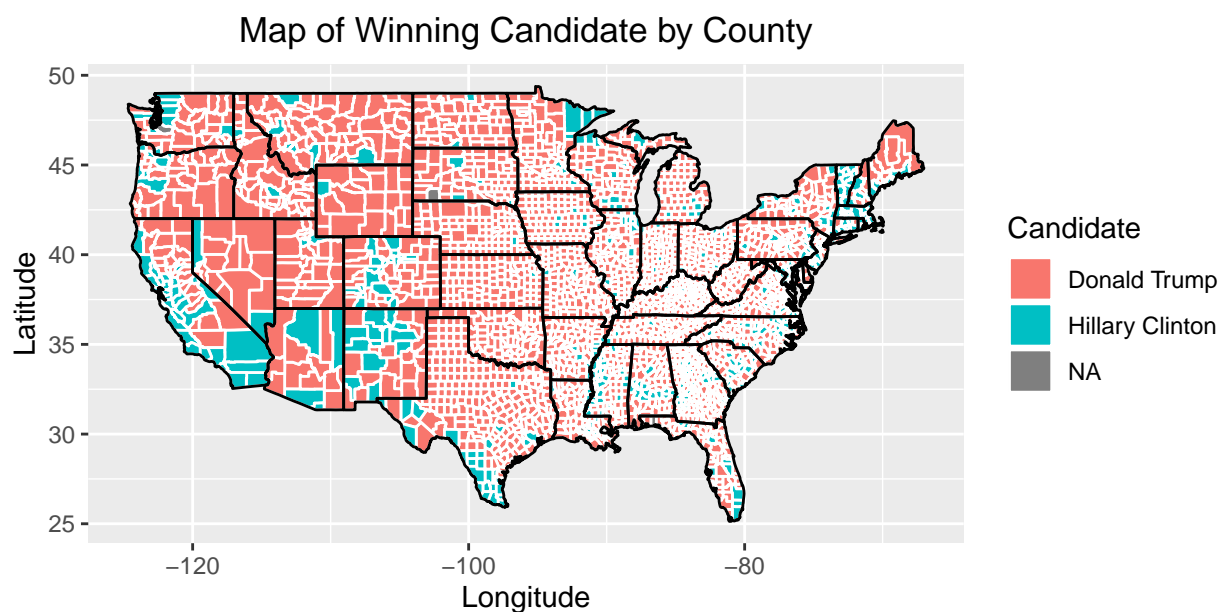 Map of Winning Candidate by County
50
45
40
35
30
25
Latitude
−120
−100
−80
Longitude
Candidate
Donald Trump
Hillary Clinton
NA